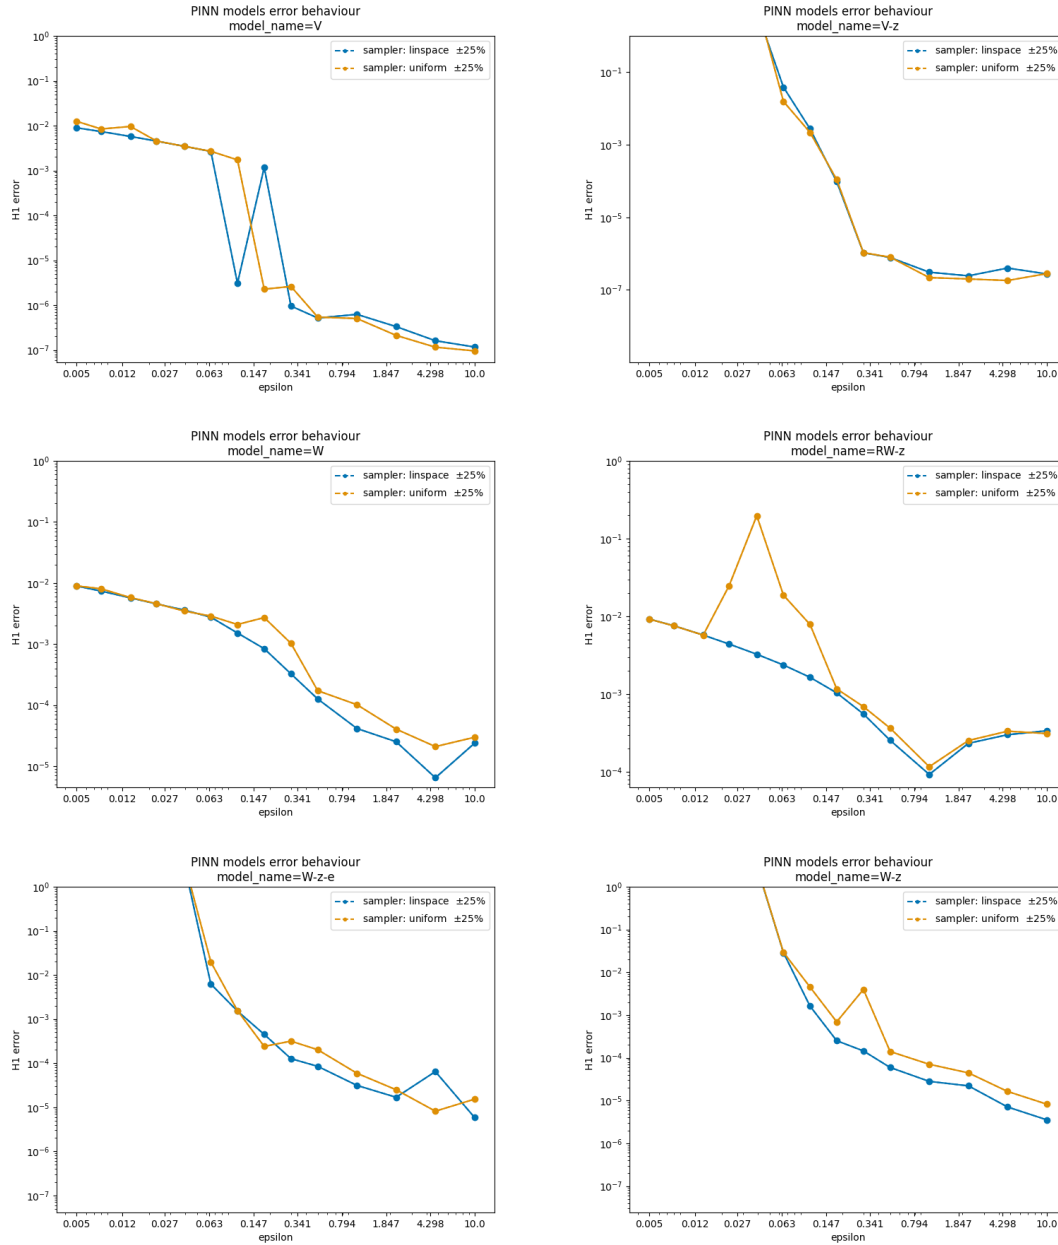 PINN models error behaviour
model_name=V
sampler: linspace ±25%
sampler: uniform ±25%
10⁰
10⁻¹
10⁻²
10⁻³
10⁻⁴
10⁻⁵
10⁻⁶
10⁻⁷
H1 error
0.005 0.012 0.027 0.063 0.147 0.341 0.794 1.847 4.298 10.0
epsilon
PINN models error behaviour
model_name=V-z
sampler: linspace ±25%
sampler: uniform ±25%
10⁻¹
10⁻³
10⁻⁵
10⁻⁷
H1 error
0.005 0.012 0.027 0.063 0.147 0.341 0.794 1.847 4.298 10.0
epsilon
PINN models error behaviour
model_name=W
sampler: linspace ±25%
sampler: uniform ±25%
10⁰
10⁻¹
10⁻²
10⁻³
10⁻⁴
10⁻⁵
H1 error
0.005 0.012 0.027 0.063 0.147 0.341 0.794 1.847 4.298 10.0
epsilon
PINN models error behaviour
model_name=RW-z
sampler: linspace ±25%
sampler: uniform ±25%
10⁰
10⁻¹
10⁻²
10⁻³
10⁻⁴
H1 error
0.005 0.012 0.027 0.063 0.147 0.341 0.794 1.847 4.298 10.0
epsilon
PINN models error behaviour
model_name=W-z-e
sampler: linspace ±25%
sampler: uniform ±25%
10⁰
10⁻¹
10⁻²
10⁻³
10⁻⁴
10⁻⁵
10⁻⁶
10⁻⁷
H1 error
0.005 0.012 0.027 0.063 0.147 0.341 0.794 1.847 4.298 10.0
epsilon
PINN models error behaviour
model_name=W-z
sampler: linspace ±25%
sampler: uniform ±25%
10⁰
10⁻¹
10⁻²
10⁻³
10⁻⁴
10⁻⁵
10⁻⁶
10⁻⁷
H1 error
0.005 0.012 0.027 0.063 0.147 0.341 0.794 1.847 4.298 10.0
epsilon